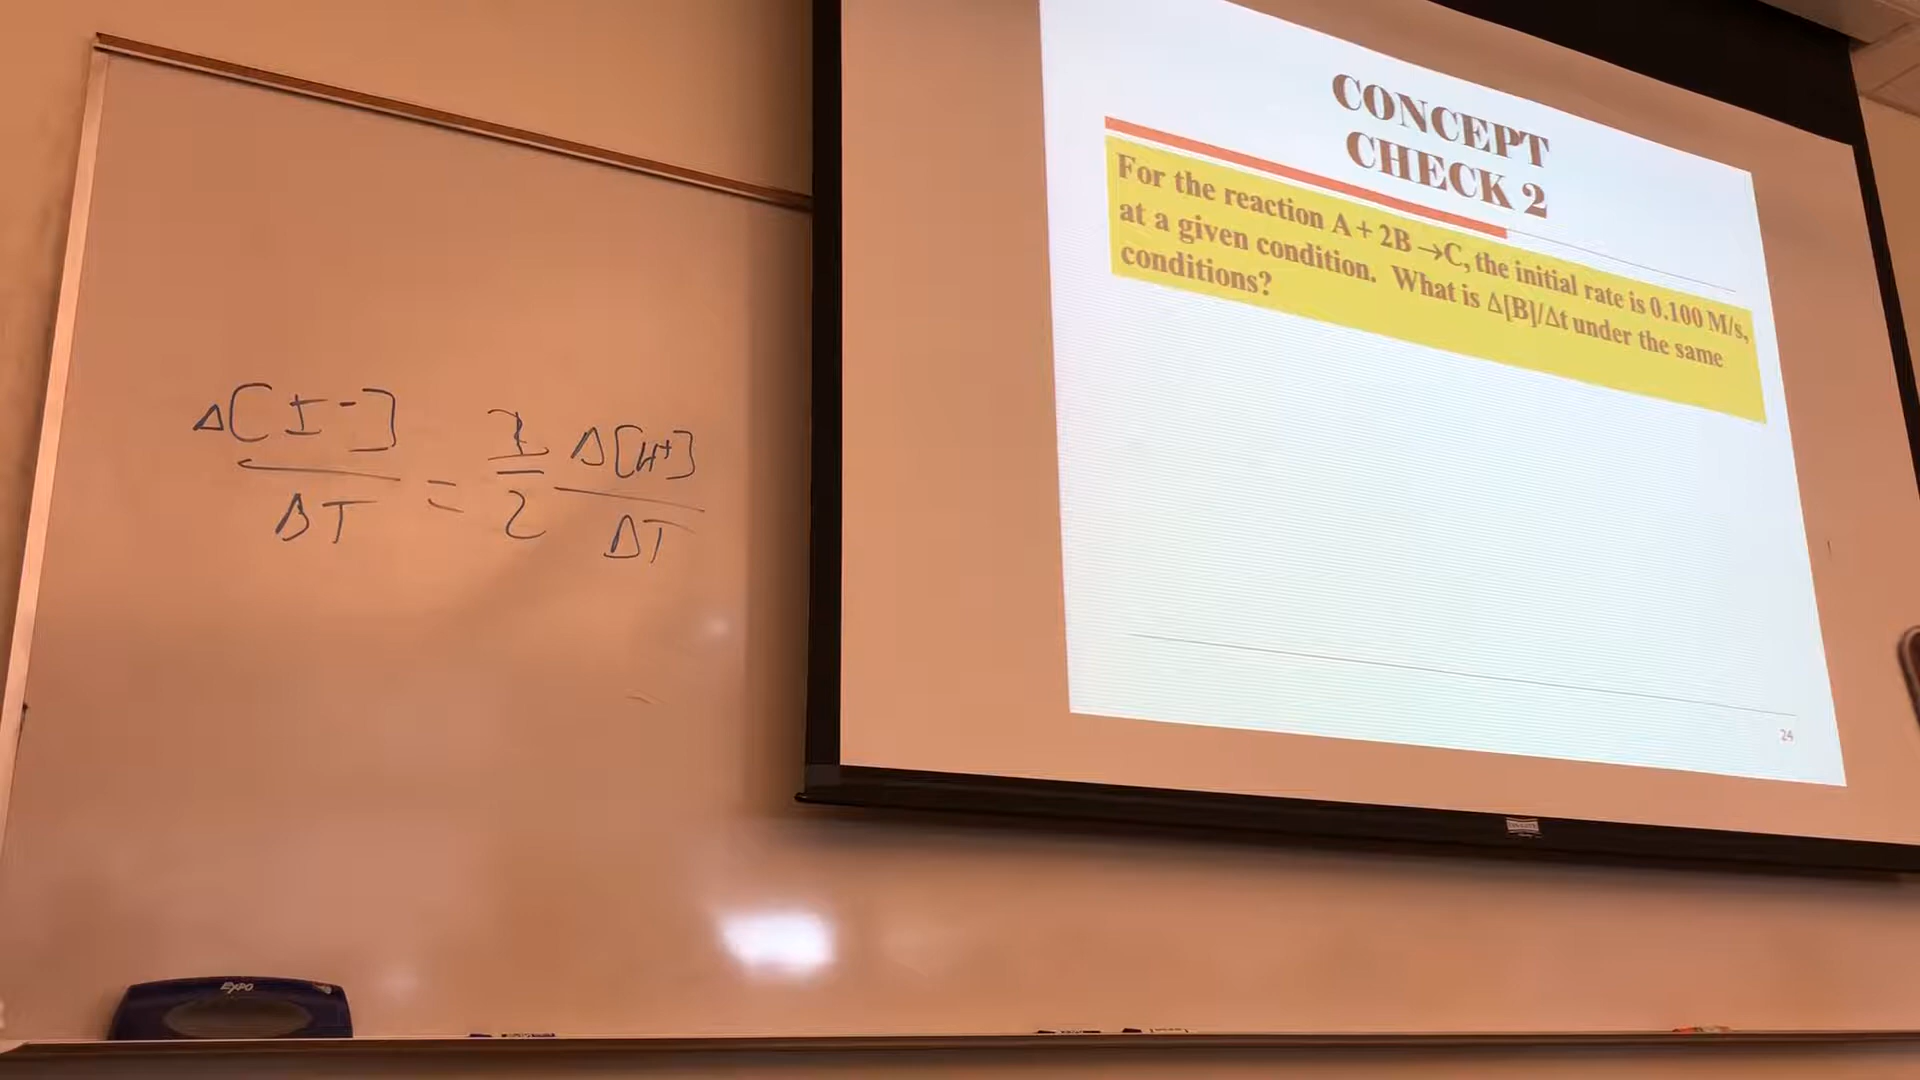 Δ[I-] / ΔT = 1/2 Δ[H+] / ΔT
CONCEPT
CHECK 2
For the reaction A + 2B →C, the initial rate is 0.100 M/s,
at a given condition. What is Δ[B]/Δt under the same
conditions?
24
EXPO